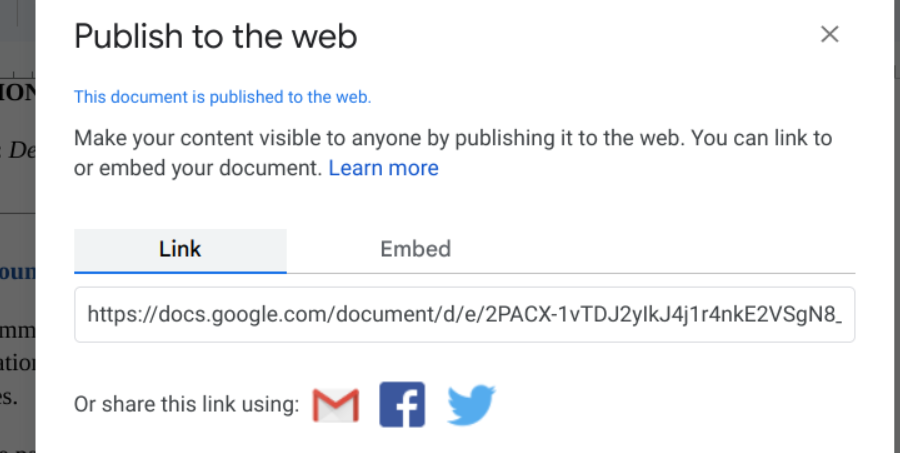 Publish to the web
This document is published to the web.
Make your content visible to anyone by publishing it to the web. You can link to
or embed your document. Learn more
Link Embed
https://docs.google.com/document/d/e/2PACX-1vTDJ2yIkJ4j1r4nkE2VSgN8_
Or share this link using: